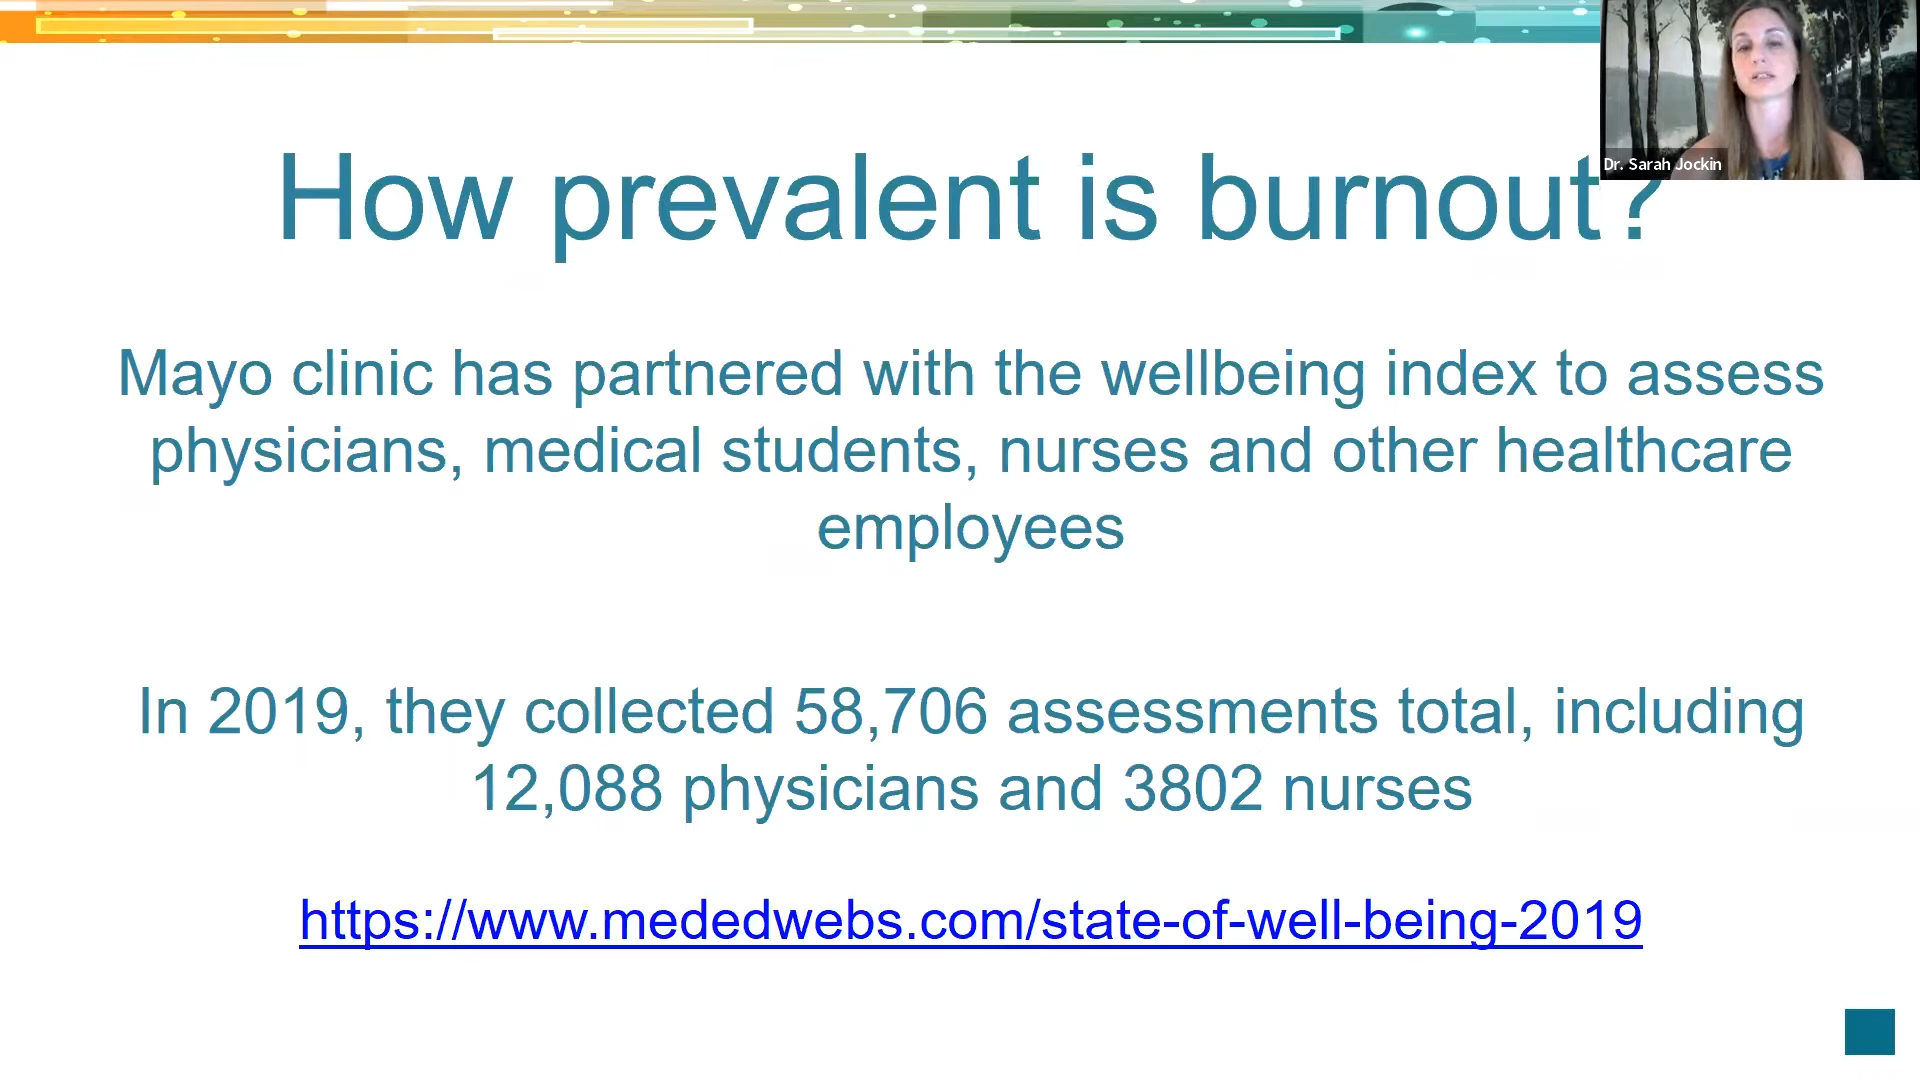 Dr. Sarah Jockin
How prevalent is burnout?
Mayo clinic has partnered with the wellbeing index to assess
physicians, medical students, nurses and other healthcare
employees
In 2019, they collected 58,706 assessments total, including
12,088 physicians and 3802 nurses
https://www.mededwebs.com/state-of-well-being-2019